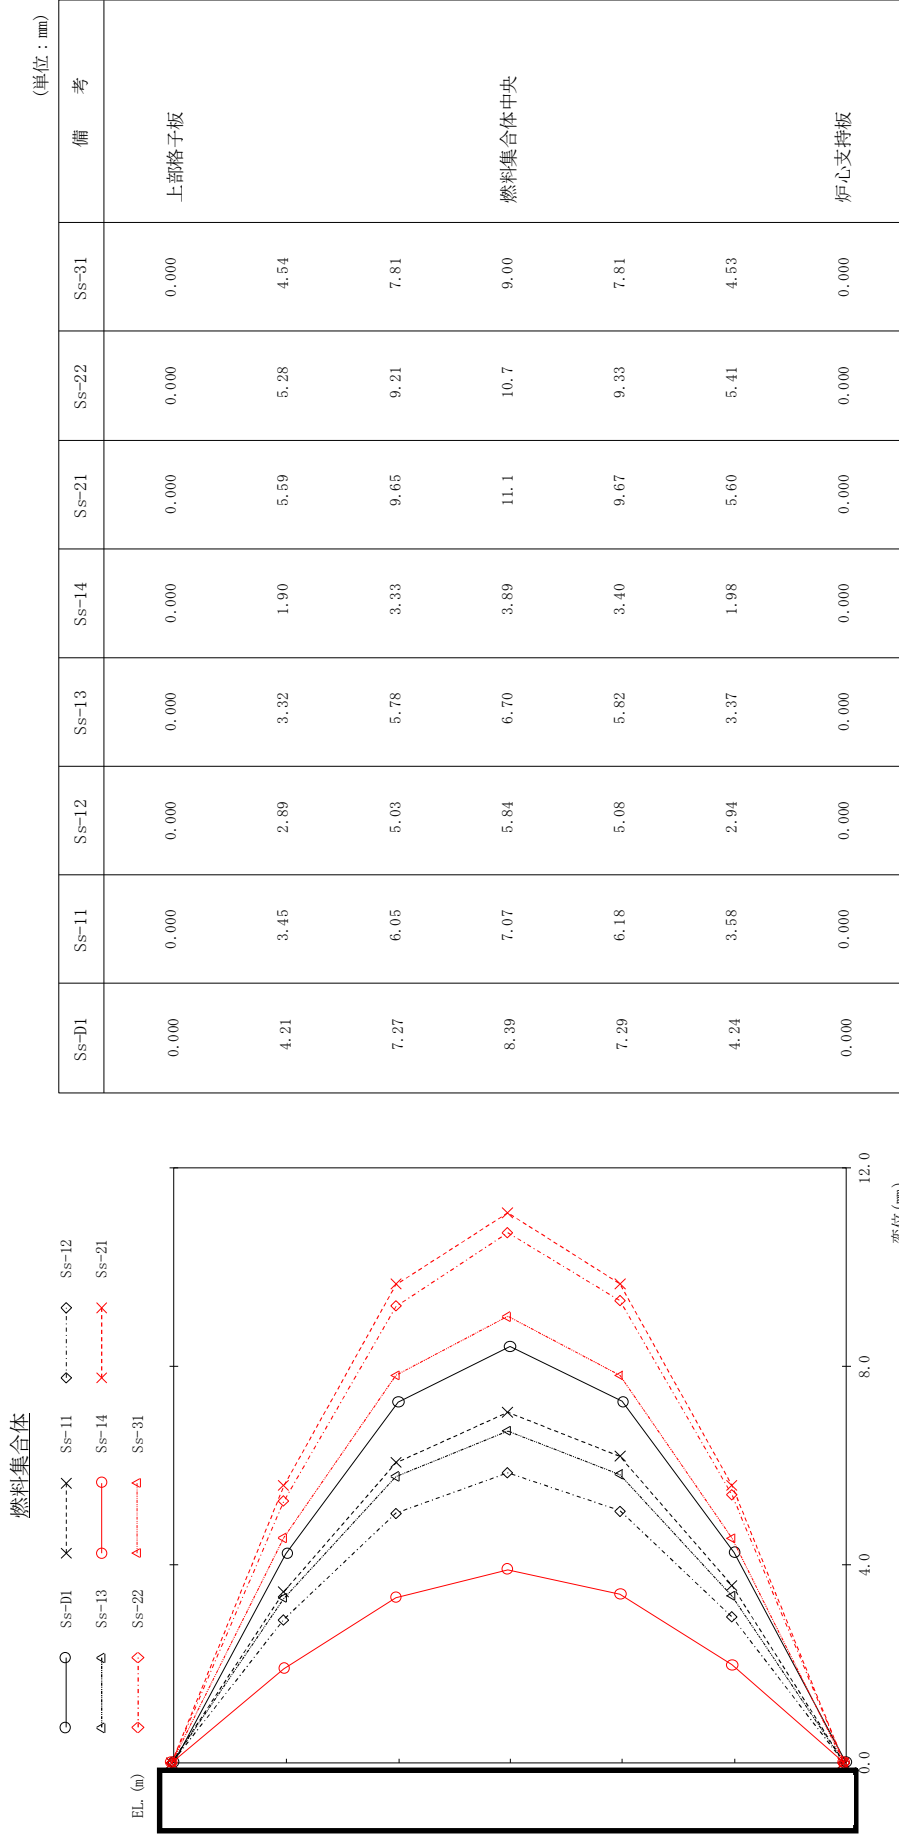 燃料集合体
Ss-D1 Ss-11 Ss-12
Ss-13 Ss-14 Ss-21
Ss-22 Ss-31
EL. (m)
0.0 4.0 8.0 12.0
変位(mm)
(単位：mm)
Ss-D1 Ss-11 Ss-12 Ss-13 Ss-14 Ss-21 Ss-22 Ss-31 備 考
0.000 0.000 0.000 0.000 0.000 0.000 0.000 0.000 上部格子板
4.21 3.45 2.89 3.32 1.90 5.59 5.28 4.54
7.27 6.05 5.03 5.78 3.33 9.65 9.21 7.81
8.39 7.07 5.84 6.70 3.89 11.1 10.7 9.00 燃料集合体中央
7.29 6.18 5.08 5.82 3.40 9.67 9.33 7.81
4.24 3.58 2.94 3.37 1.98 5.60 5.41 4.53
0.000 0.000 0.000 0.000 0.000 0.000 0.000 0.000 炉心支持板